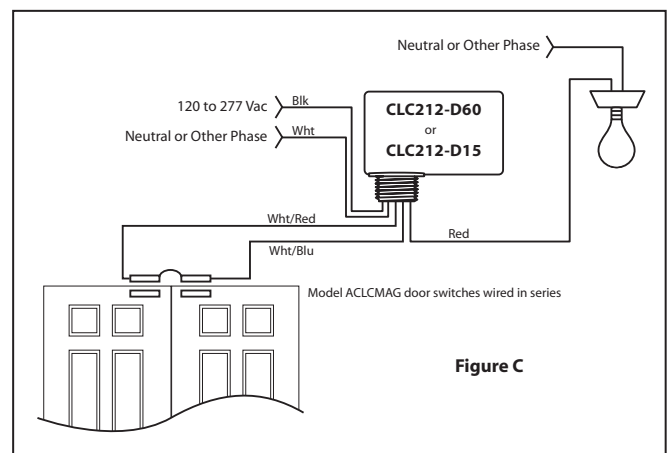 Neutral or Other Phase
120 to 277 Vac
Blk
Neutral or Other Phase
Wht
CLC212-D60
or
CLC212-D15
Wht/Red
Wht/Blu
Red
Model ACLCMAG door switches wired in series
Figure C